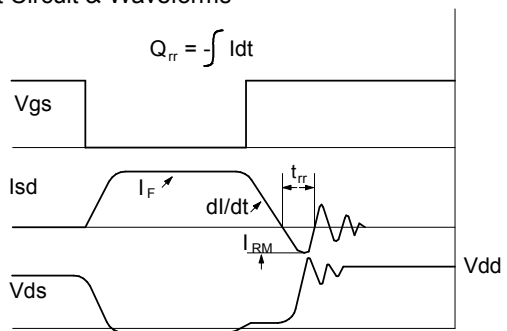 Circuit & Waveforms
Qrr = -∫ Idt
Vgs
Isd
IF
dI/dt
trr
IRM
Vds
Vdd